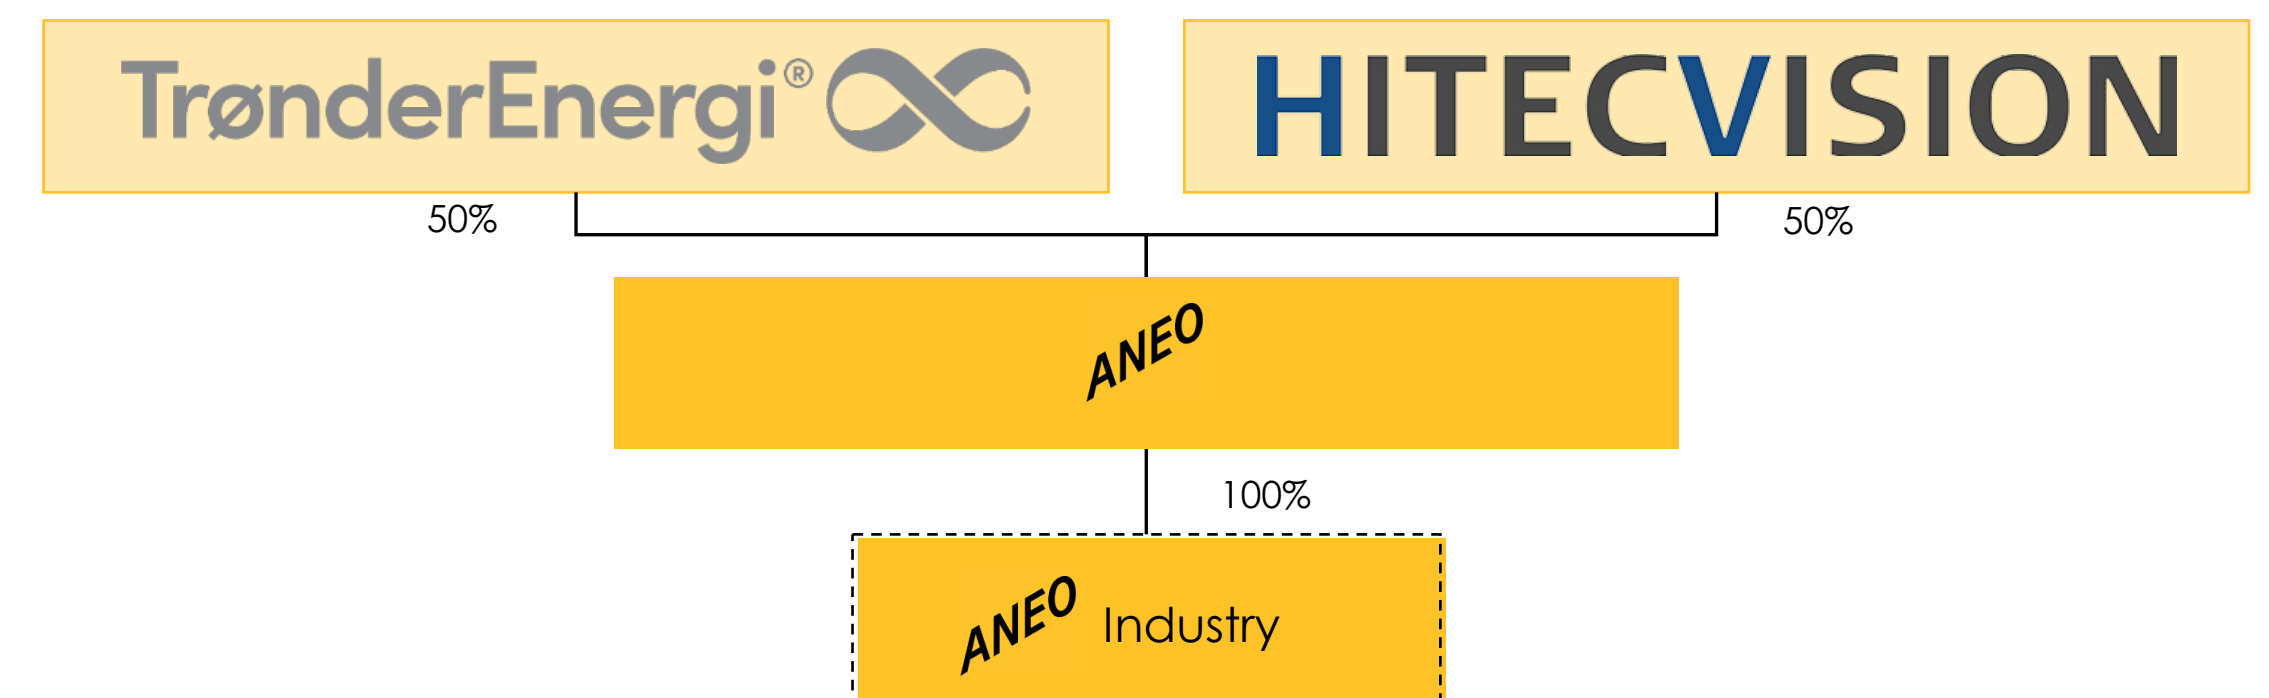 TrønderEnergi®
HITECVISION
50%
50%
ANEO
100%
ANEO Industry